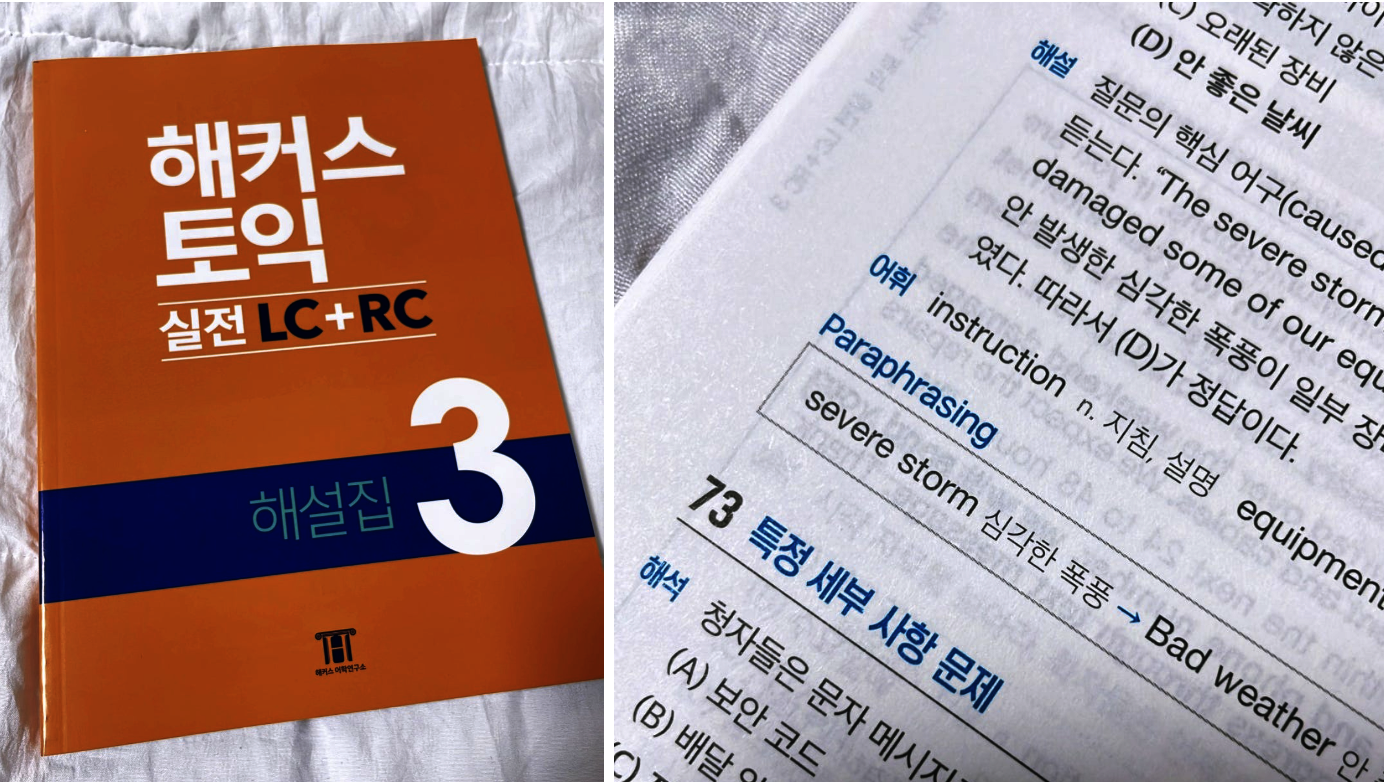 해커스
토익
실전 LC+RC
3
해설집
해커스 어학연구소
(C) 오래된 장비
(D) 안 좋은 날씨
해설 질문의 핵심 어구(caused
듣는다. 'The severe storm
damaged some of our equ
안 발생한 심각한 폭풍이 일부 장
였다. 따라서 (D)가 정답이다.
어휘 instruction n. 지침, 설명 equipment
Paraphrasing
severe storm 심각한 폭풍 → Bad weather 안
73 특정 세부 사항 문제
해석 청자들은 문자 메시지
(A) 보안 코드
(B) 배달